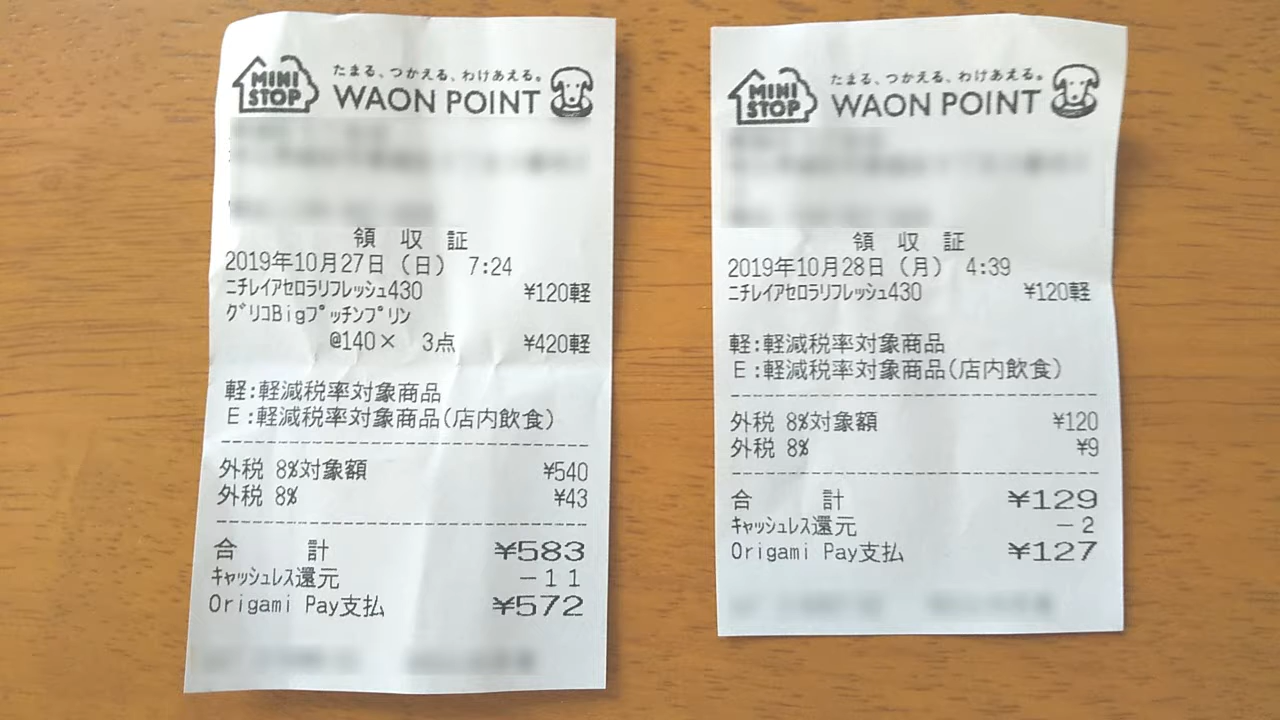 MINI STOP
たまる、つかえる、わけあえる。
WAON POINT
領 収 証
2019年10月27日(日) 7:24
ﾆﾁﾚｲｱｾﾛﾗﾘﾌﾚｯｼｭ430 ¥120軽
ｸﾞﾘｺBigﾌﾟｯﾁﾝﾌﾟﾘﾝ
@140× 3点 ¥420軽
軽:軽減税率対象商品
E:軽減税率対象商品(店内飲食)
外税 8%対象額 ¥540
外税 8% ¥43
合 計 ¥583
ｷｬｯｼｭﾚｽ還元 -11
Origami Pay支払 ¥572
MINI STOP
たまる、つかえる、わけあえる。
WAON POINT
領 収 証
2019年10月28日(月) 4:39
ﾆﾁﾚｲｱｾﾛﾗﾘﾌﾚｯｼｭ430 ¥120軽
軽:軽減税率対象商品
E:軽減税率対象商品(店内飲食)
外税 8%対象額 ¥120
外税 8% ¥9
合 計 ¥129
ｷｬｯｼｭﾚｽ還元 -2
Origami Pay支払 ¥127